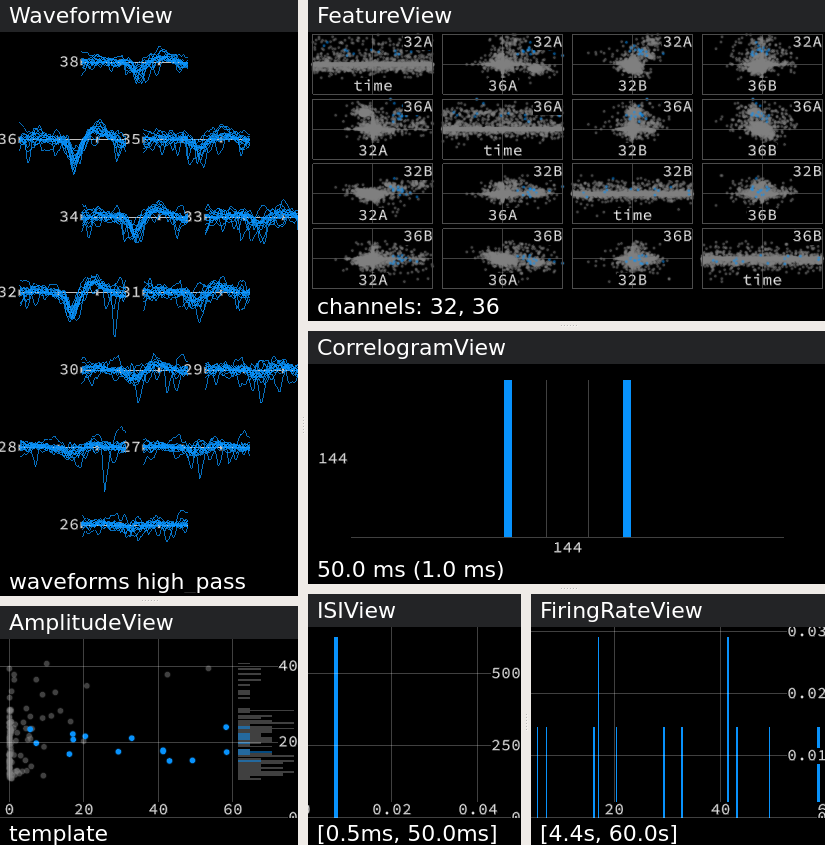 WaveformView
38
36 35
34 33
32 31
30 29
28 27
26
waveforms high_pass
FeatureView
32A 32A 32A 32A
time 36A 32B 36B
36A 36A 36A 36A
32A time 32B 36B
32B 32B 32B 32B
32A 36A time 36B
36B 36B 36B 36B
32A 36A 32B time
channels: 32, 36
CorrelogramView
144
144
50.0 ms (1.0 ms)
AmplitudeView
40
20
0 20 40 60
template
ISIView
500
250
0.02 0.04
[0.5ms, 50.0ms]
FiringRateView
0.03
0.02
0.01
20 40
[4.4s, 60.0s]